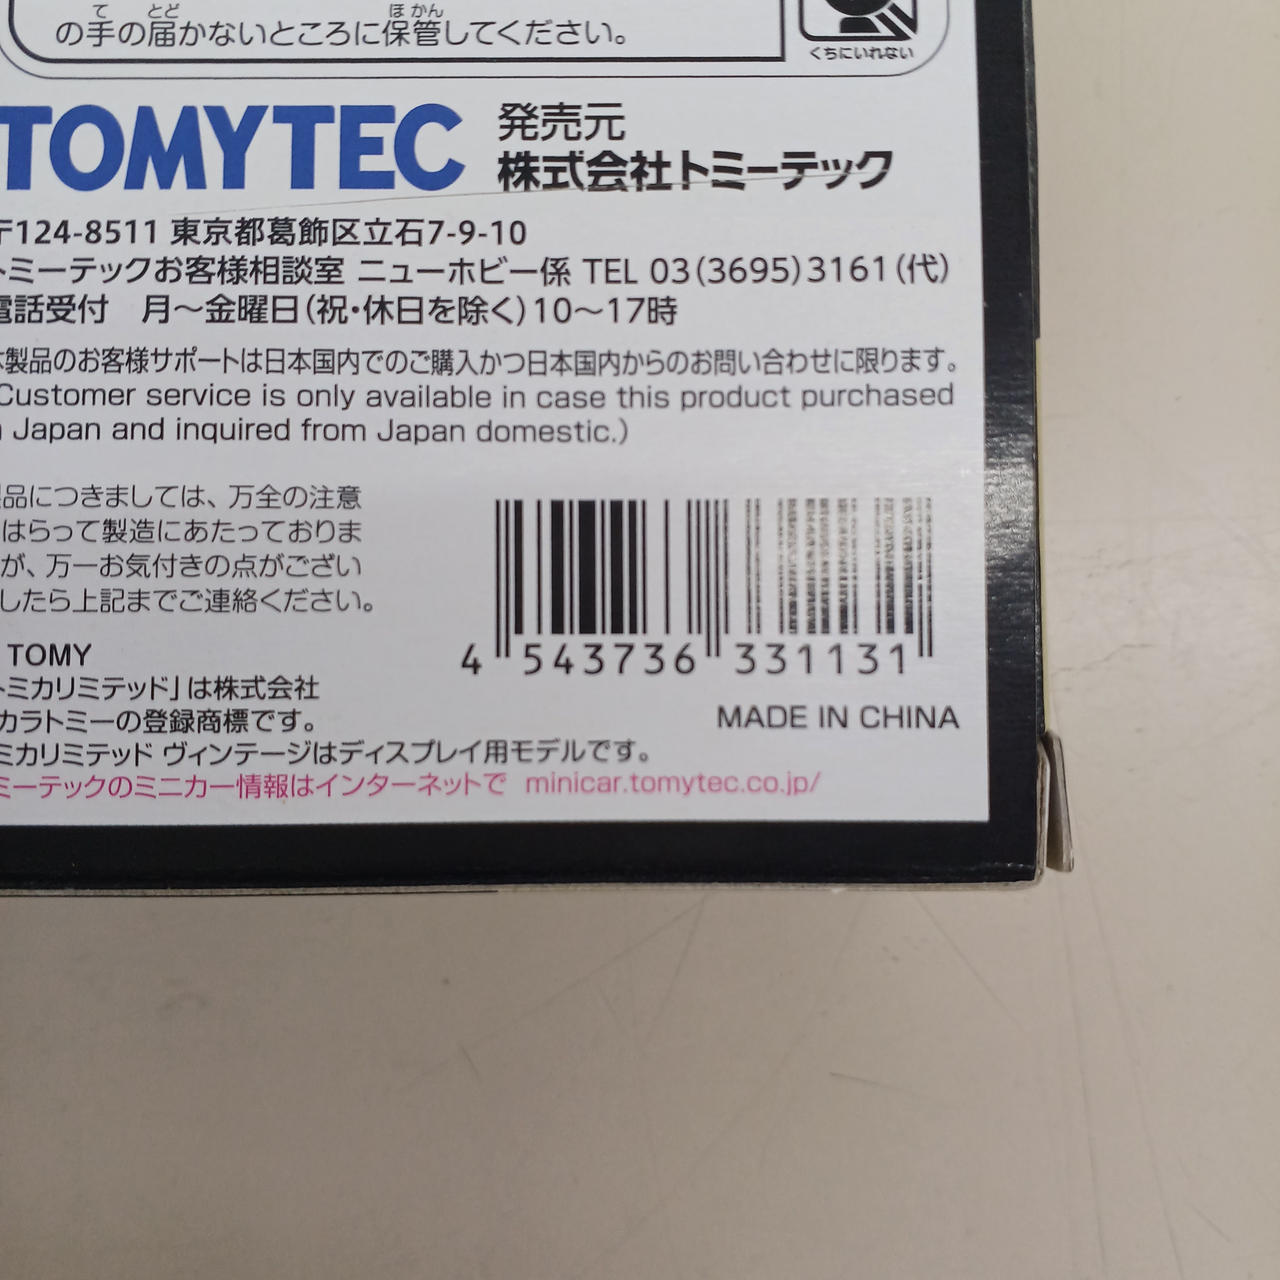 の手の届かないところに保管してください。
くちにいれない
TOMYTEC
発売元
株式会社トミーテック
〒124-8511 東京都葛飾区立石7-9-10
トミーテックお客様相談室 ニューホビー係 TEL 03(3695)3161(代)
電話受付 月～金曜日(祝・休日を除く)10～17時
本製品のお客様サポートは日本国内でのご購入かつ日本国内からのお問い合わせに限ります。
Customer service is only available in case this product purchased
Japan and inquired from Japan domestic.)
製品につきましては、万全の注意
はらって製造にあたっておりま
が、万一お気付きの点がござい
したら上記までご連絡ください。
TOMY
トミカリミテッド」は株式会社
カラトミーの登録商標です。
ミカリミテッド ヴィンテージはディスプレイ用モデルです。
ミーテックのミニカー情報はインターネットで minicar.tomytec.co.jp/
4 543736 331131
MADE IN CHINA